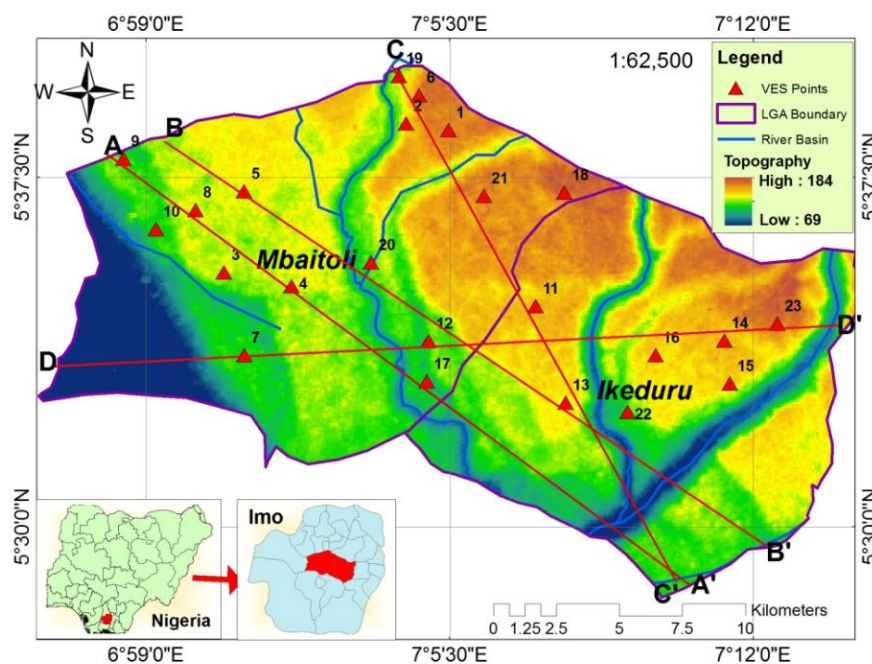 6°59'0"E 7°5'30"E 7°12'0"E
N
W E
S
1:62,500
Legend
VES Points
LGA Boundary
River Basin
Topography
High : 184
Low : 69
5°37'30"N 5°37'30"N
5°30'0"N 5°30'0"N
C 19
6
2 1
B
A 9
5
8
10
21 18
3
Mbaitoli
20
4
11
12
23
D'
14
16
7
D
17
15
13
Ikeduru
22
B'
C' A'
Nigeria
Imo
Kilometers
0 1.25 2.5 5 7.5 10
6°59'0"E 7°5'30"E 7°12'0"E